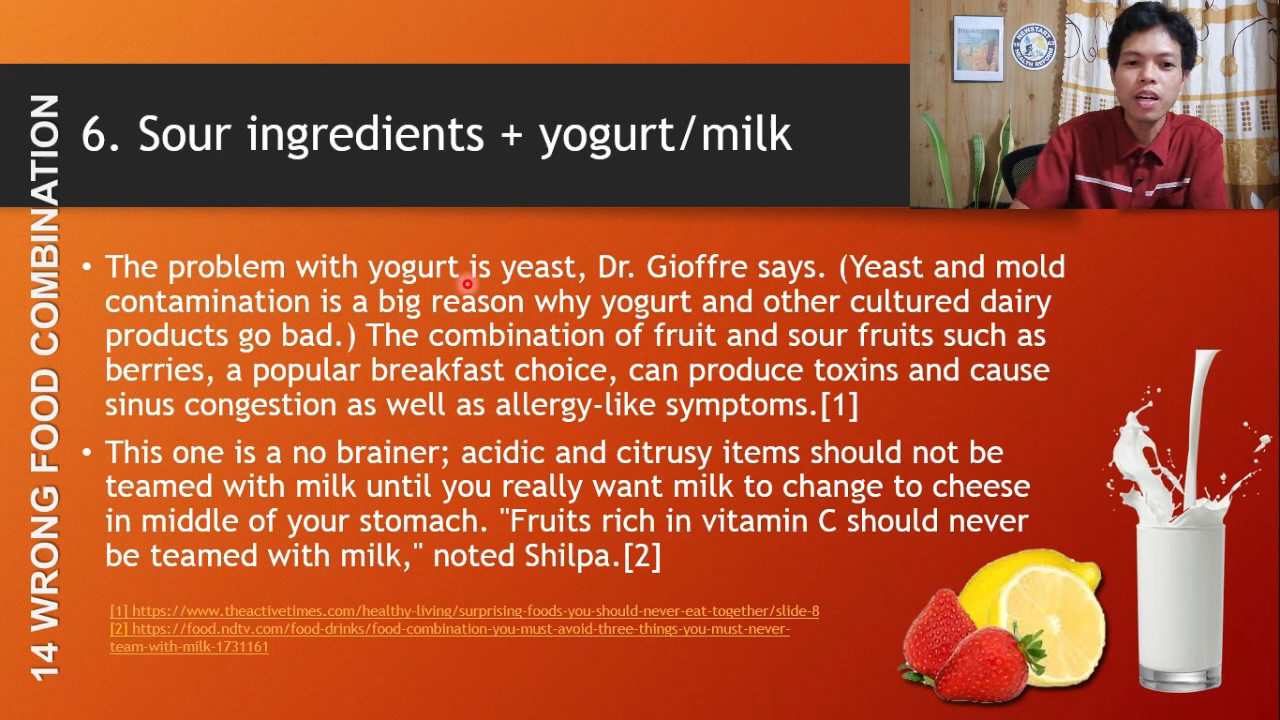 6. Sour ingredients + yogurt/milk
14 WRONG FOOD COMBINATION
• The problem with yogurt is yeast, Dr. Gioffre says. (Yeast and mold
contamination is a big reason why yogurt and other cultured dairy
products go bad.) The combination of fruit and sour fruits such as
berries, a popular breakfast choice, can produce toxins and cause
sinus congestion as well as allergy-like symptoms.[1]
• This one is a no brainer; acidic and citrusy items should not be
teamed with milk until you really want milk to change to cheese
in middle of your stomach. "Fruits rich in vitamin C should never
be teamed with milk," noted Shilpa.[2]
[1] https://www.theactivetimes.com/healthy-living/surprising-foods-you-should-never-eat-together/slide-8
[2] https://food.ndtv.com/food-drinks/food-combination-you-must-avoid-three-things-you-must-never-
team-with-milk-1731161
NEWSTART
HEALTH REFORM